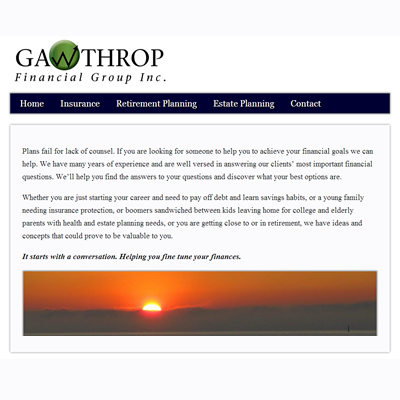 GAWTHROP
Financial Group Inc.
Home Insurance Retirement Planning Estate Planning Contact
Plans fail for lack of counsel. If you are looking for someone to help you to achieve your financial goals we can
help. We have many years of experience and are well versed in answering our clients’ most important financial
questions. We’ll help you find the answers to your questions and discover what your best options are.
Whether you are just starting your career and need to pay off debt and learn savings habits, or a young family
needing insurance protection, or boomers sandwiched between kids leaving home for college and elderly
parents with health and estate planning needs, or you are getting close to or in retirement, we have ideas and
concepts that could prove to be valuable to you.
It starts with a conversation. Helping you fine tune your finances.